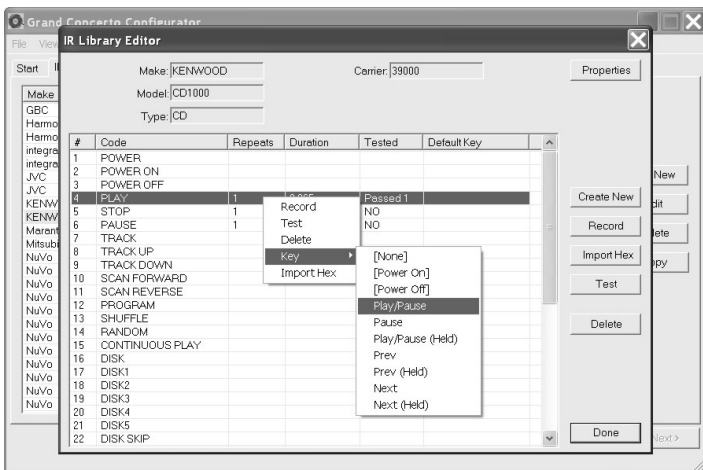 Grand Concerto Configurator
File View
IR Library Editor
Start
Make: KENWOOD
Carrier: 39000
Properties
Model: CD1000
Type: CD
Make
GBC
Harmo
Harmo
integra
integra
JVC
JVC
KENW
KENW
Marant
Mitsubi
NuVo
NuVo
NuVo
NuVo
NuVo
NuVo
NuVo
NuVo
NuVo
NuVo
NuVo
# Code Repeats Duration Tested Default Key
1 POWER
2 POWER ON
3 POWER OFF
4 PLAY 1 Passed 1
5 STOP 1 NO
6 PAUSE 1 NO
7 TRACK
8 TRACK UP
9 TRACK DOWN
10 SCAN FORWARD
11 SCAN REVERSE
12 PROGRAM
13 SHUFFLE
14 RANDOM
15 CONTINUOUS PLAY
16 DISK
17 DISK1
18 DISK2
19 DISK3
20 DISK4
21 DISK5
22 DISK SKIP
Record
Test
Delete
Key
Import Hex
[None]
[Power On]
[Power Off]
Play/Pause
Pause
Play/Pause (Held)
Prev
Prev (Held)
Next
Next (Held)
Create New
Record
Import Hex
Test
Delete
Done
New
dit
lete
opy
Next >